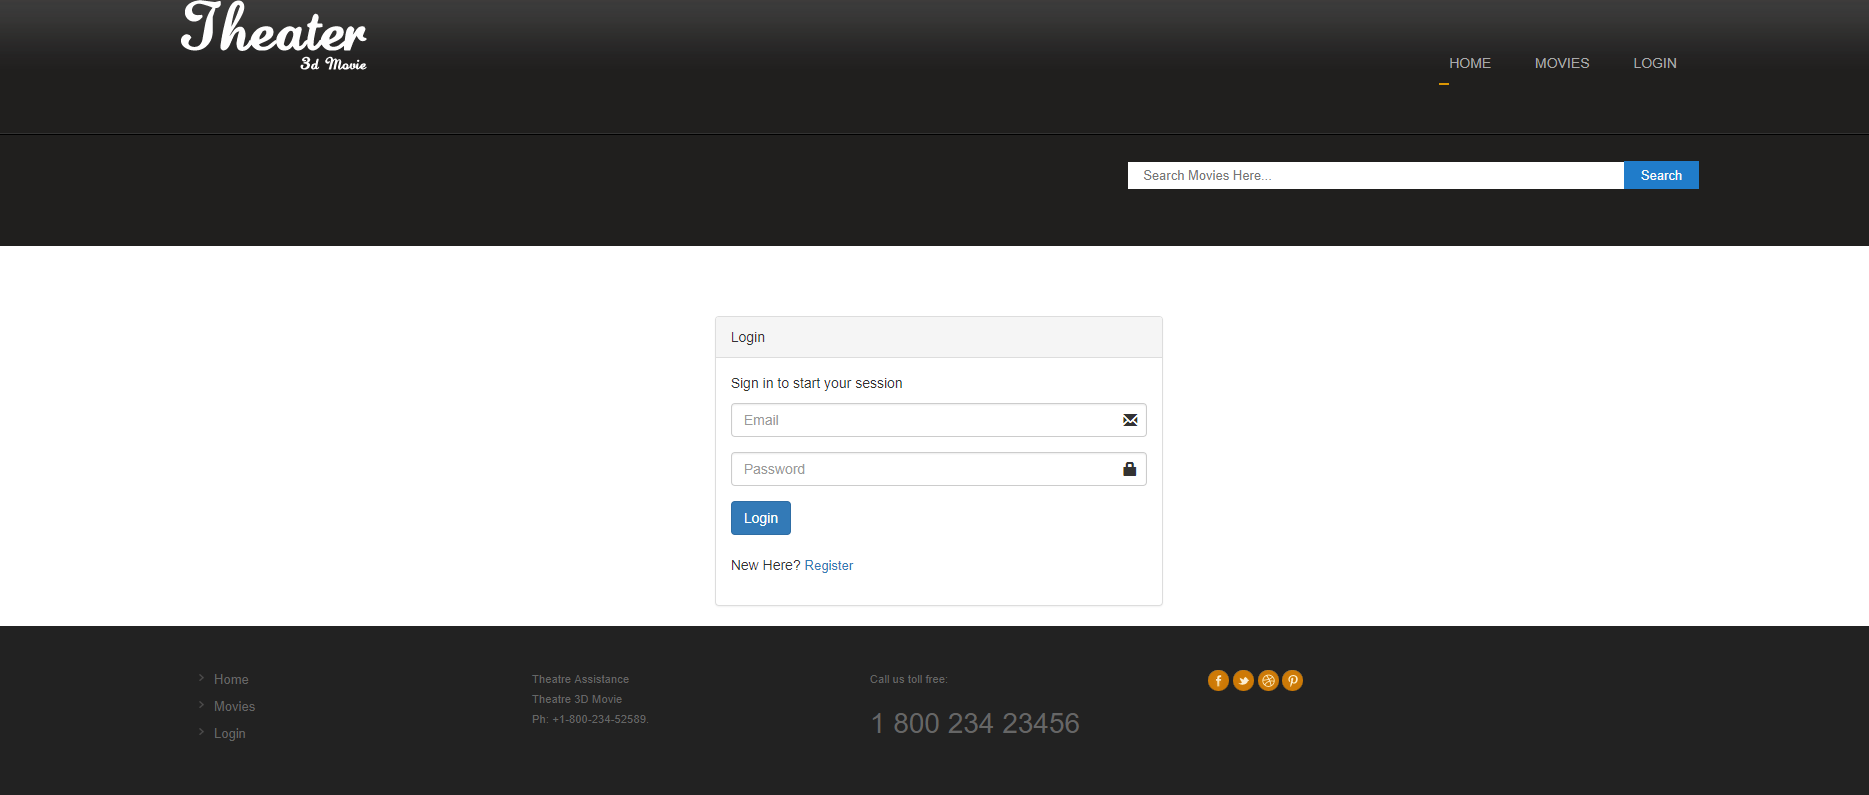 Theater
3d Movie
HOME MOVIES LOGIN
Search Movies Here... Search
Login
Sign in to start your session
Email
Password
Login
New Here? Register
Home
Movies
Login
Theatre Assistance
Theatre 3D Movie
Ph: +1-800-234-52589.
Call us toll free:
1 800 234 23456